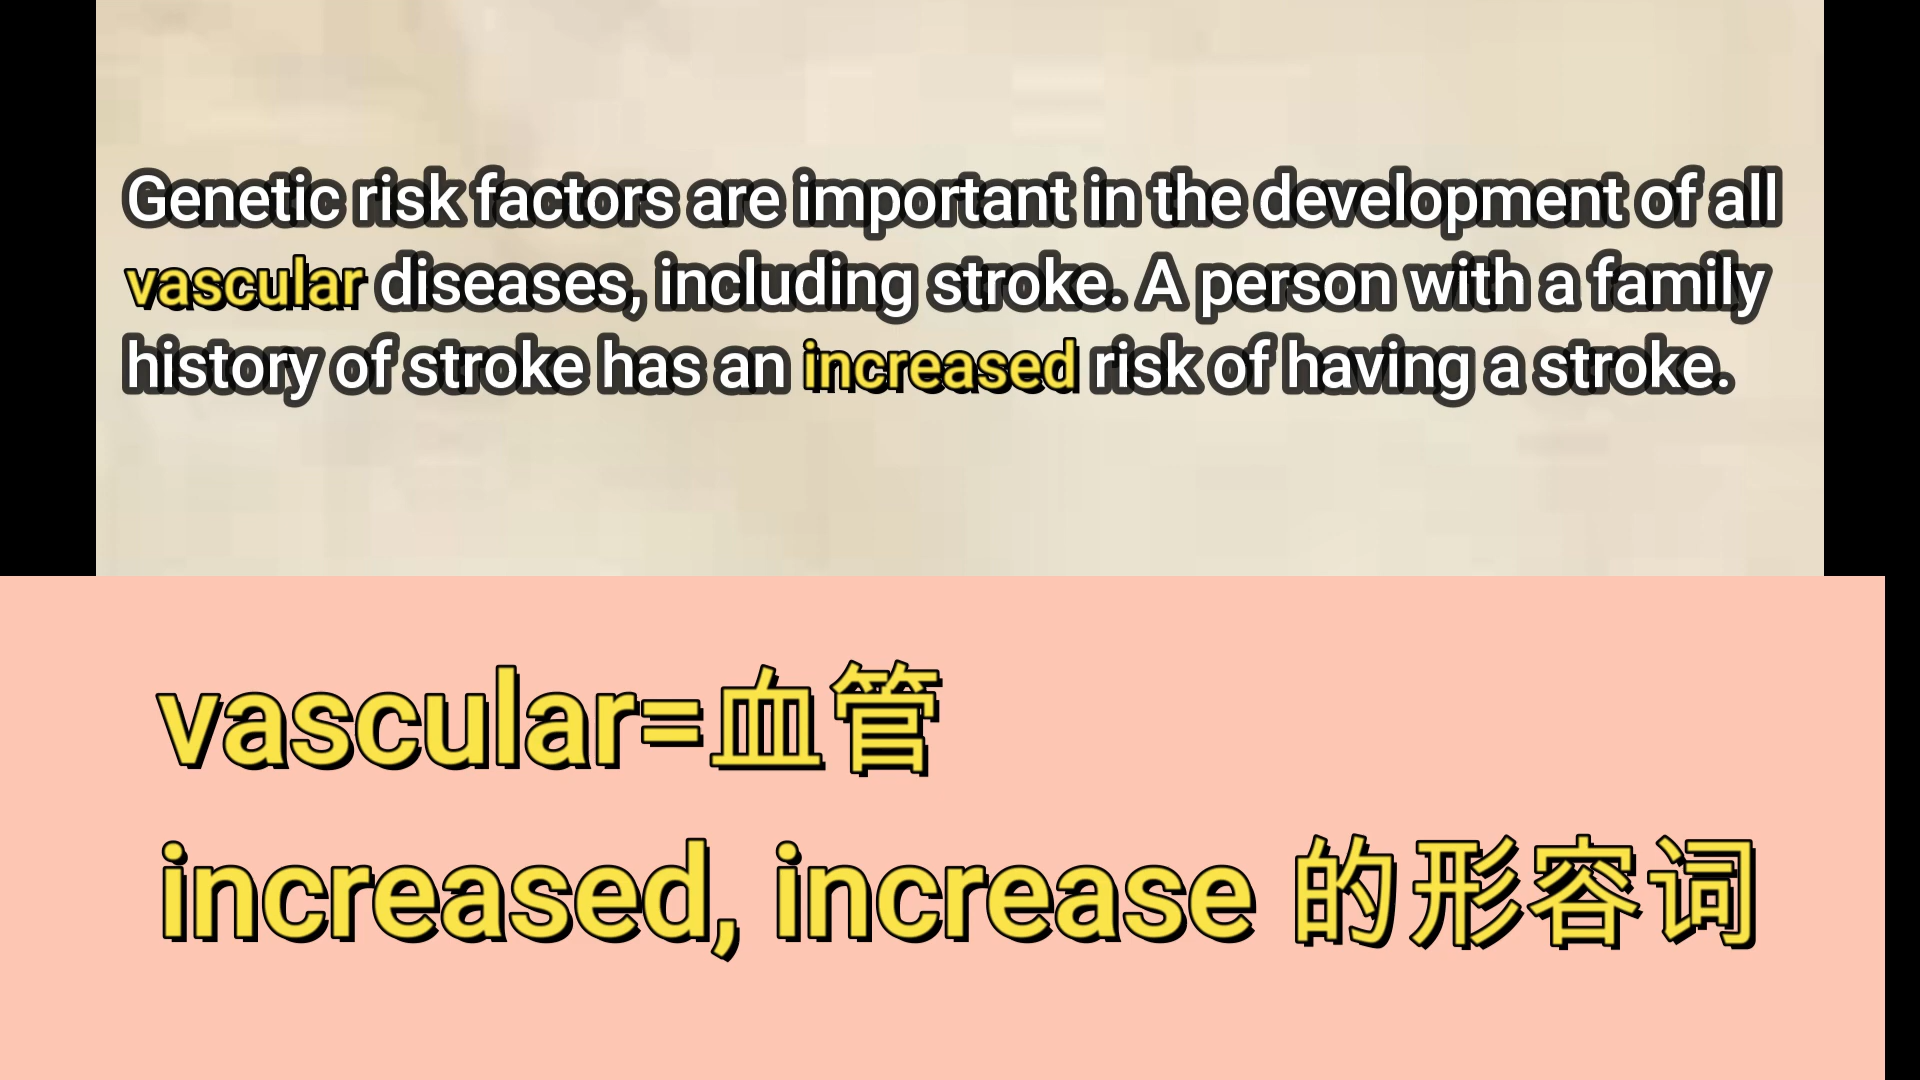 Genetic risk factors are important in the development of all
vascular diseases, including stroke. A person with a family
history of stroke has an increased risk of having a stroke.
vascular=血管
increased, increase 的形容词